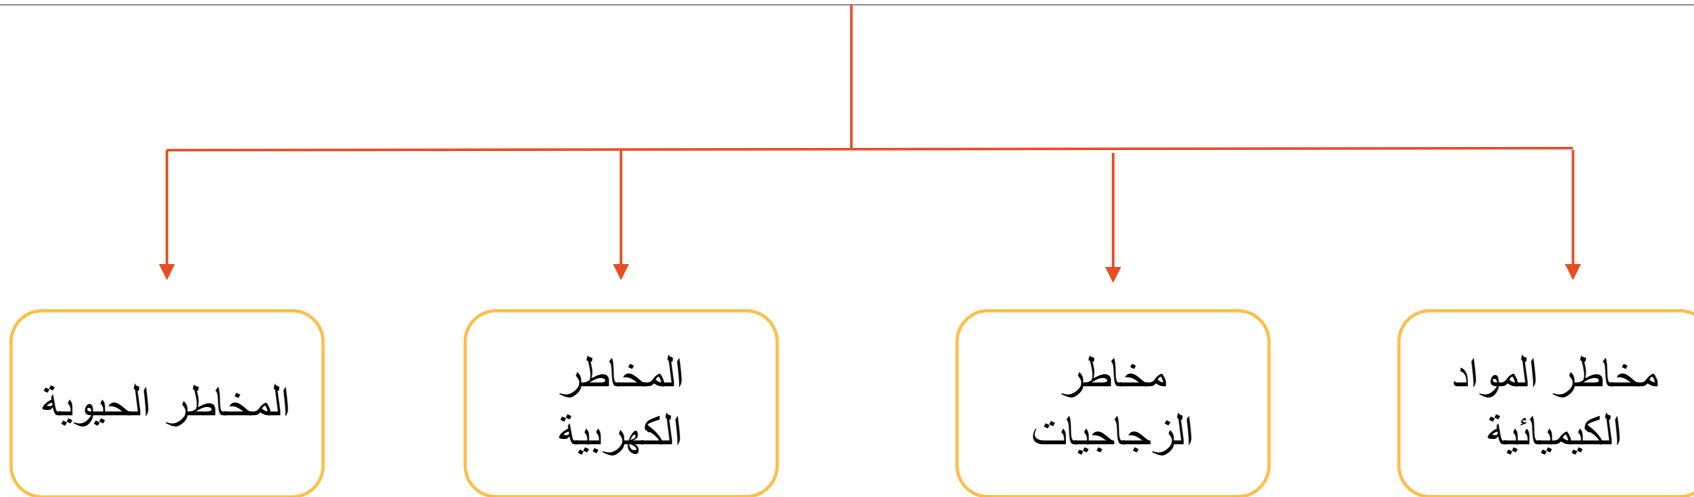 مخاطر المواد
الكيميائية
مخاطر
الزجاجيات
المخاطر
الكهربية
المخاطر الحيوية